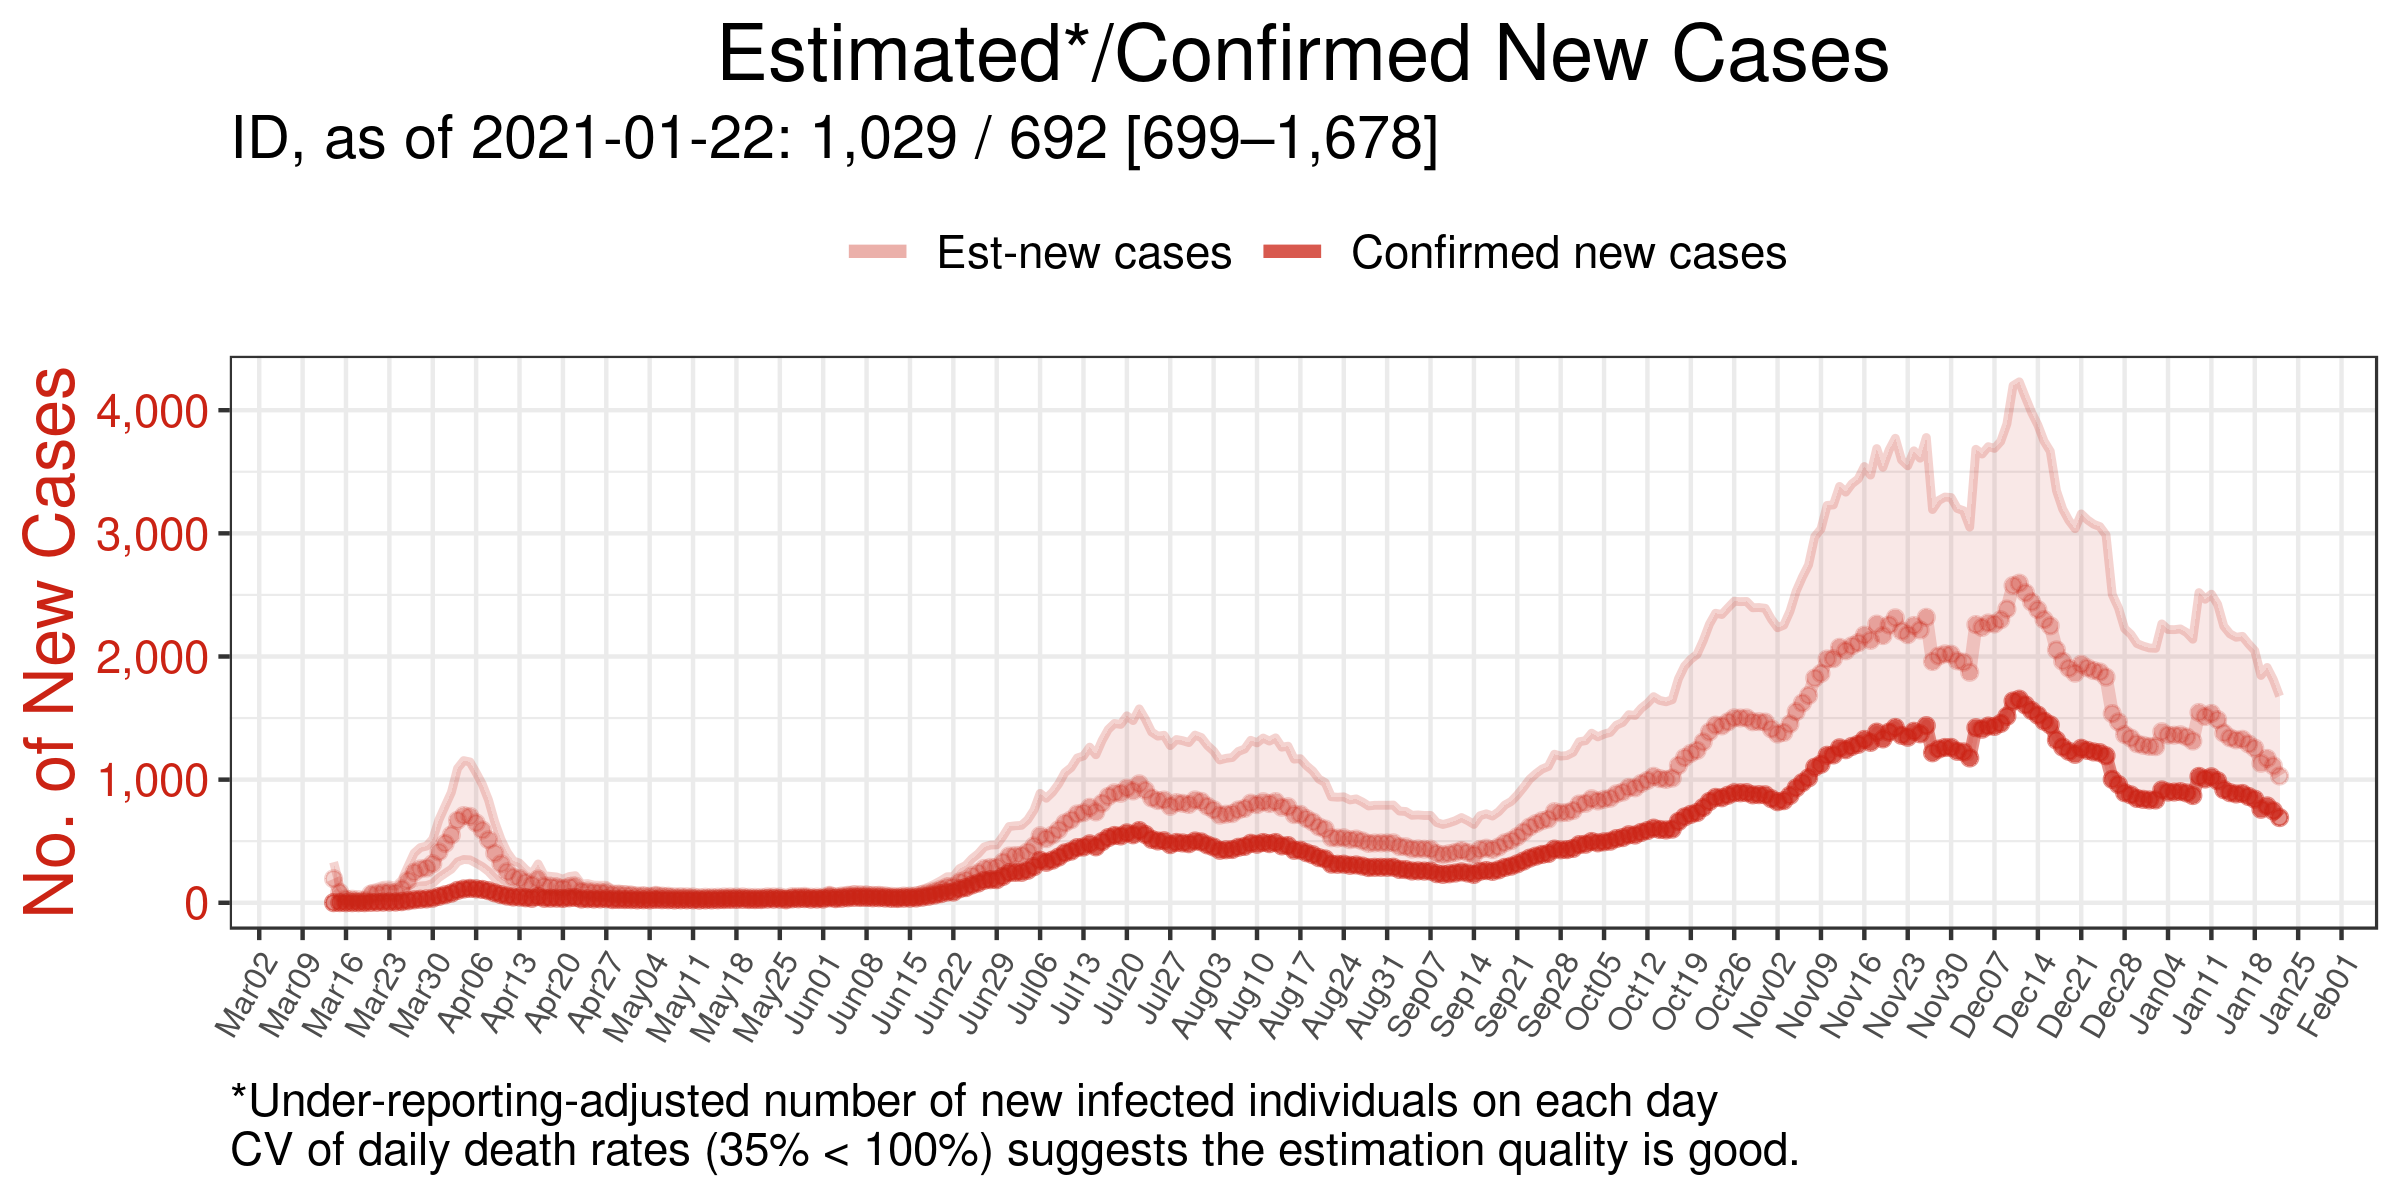 Estimated*/Confirmed New Cases
ID, as of 2021-01-22: 1,029 / 692 [699–1,678]
Est-new cases
Confirmed new cases
No. of New Cases
4,000
3,000
2,000
1,000
0
Mar02
Mar09
Mar16
Mar23
Mar30
Apr06
Apr13
Apr20
Apr27
May04
May11
May18
May25
Jun01
Jun08
Jun15
Jun22
Jun29
Jul06
Jul13
Jul20
Jul27
Aug03
Aug10
Aug17
Aug24
Aug31
Sep07
Sep14
Sep21
Sep28
Oct05
Oct12
Oct19
Oct26
Nov02
Nov09
Nov16
Nov23
Nov30
Dec07
Dec14
Dec21
Dec28
Jan04
Jan11
Jan18
Jan25
Feb01
*Under-reporting-adjusted number of new infected individuals on each day
CV of daily death rates (35% < 100%) suggests the estimation quality is good.